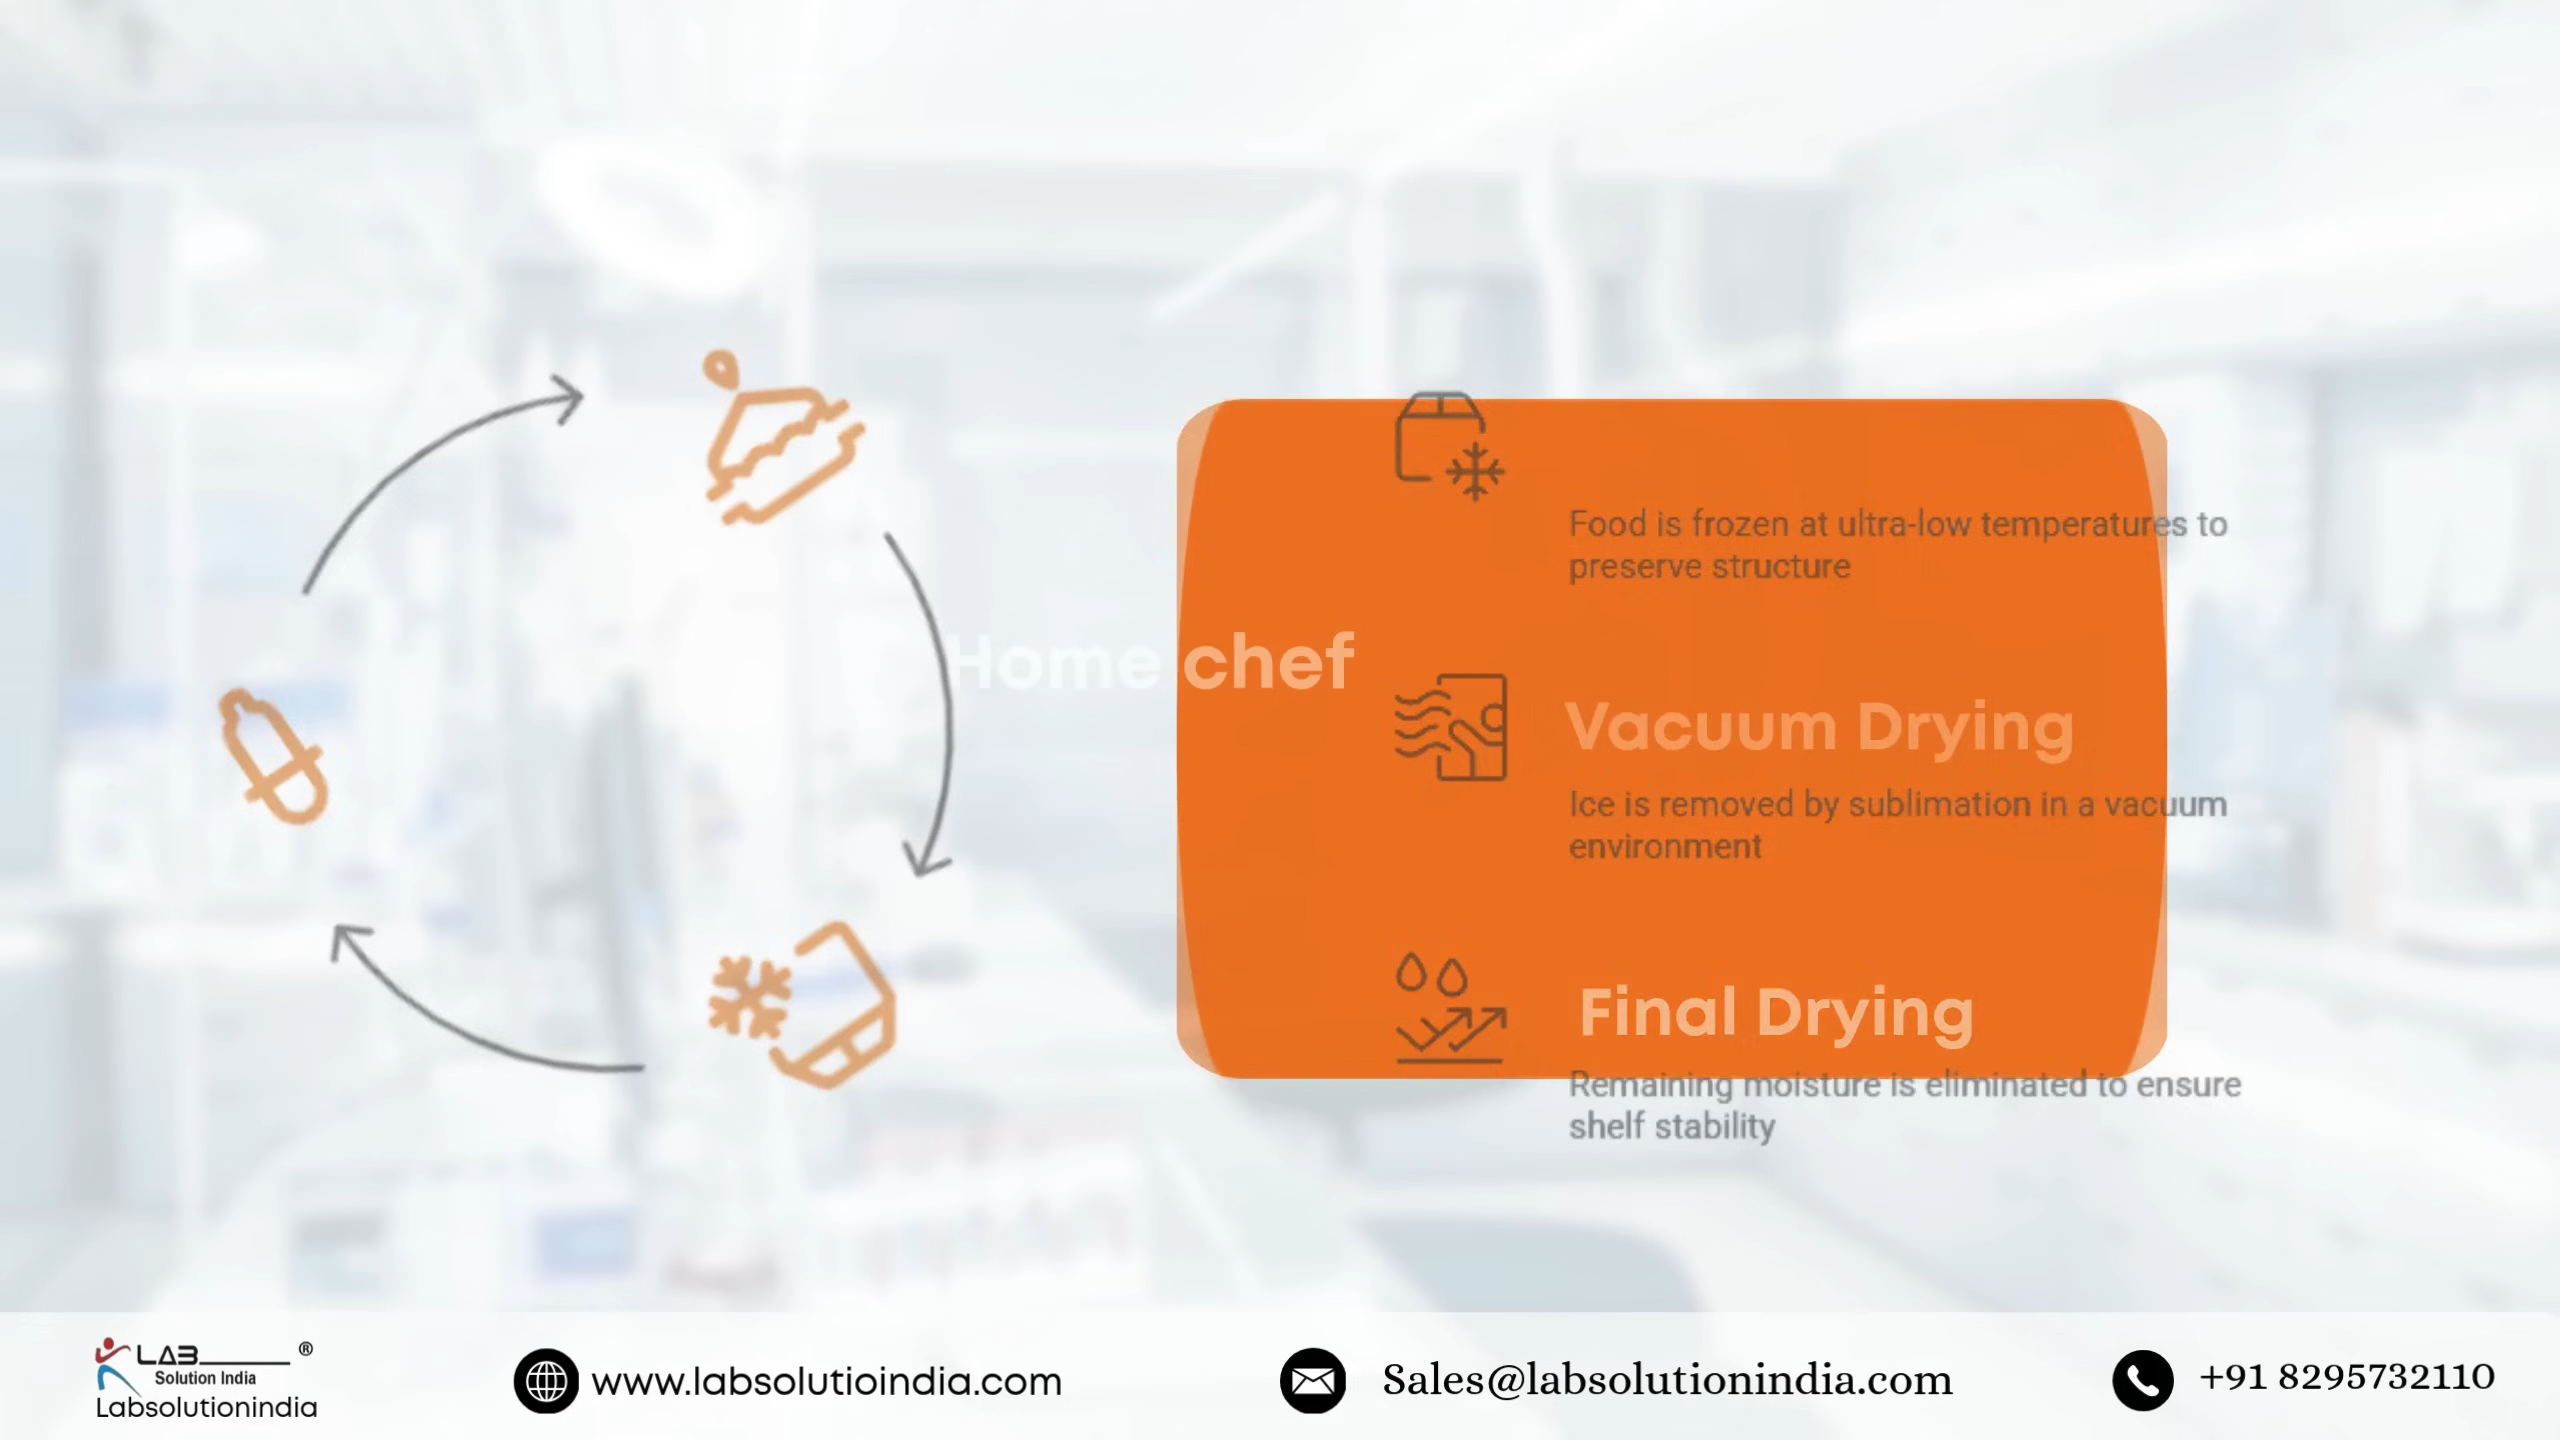 Food is frozen at ultra-low temperatures to
preserve structure
Home chef
Vacuum Drying
Ice is removed by sublimation in a vacuum
environment
Final Drying
Remaining moisture is eliminated to ensure
shelf stability
LAB ®
Solution India
Labsolutionindia
www.labsolutioindia.com
Sales@labsolutionindia.com
+91 8295732110